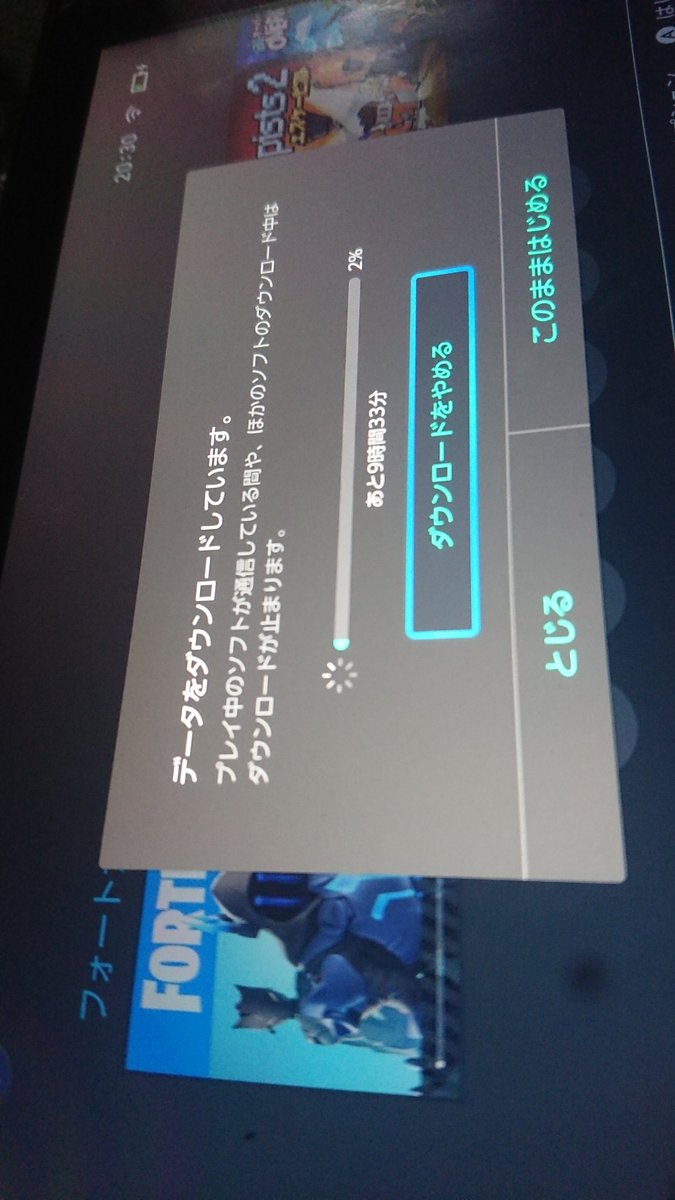 20:30
pists 2
フォート
FORT
データをダウンロードしています。
プレイ中のソフトが通信している間や、ほかのソフトのダウンロード中は
ダウンロードが止まります。
2%
あと9時間33分
ダウンロードをやめる
とじる
このままはじめる